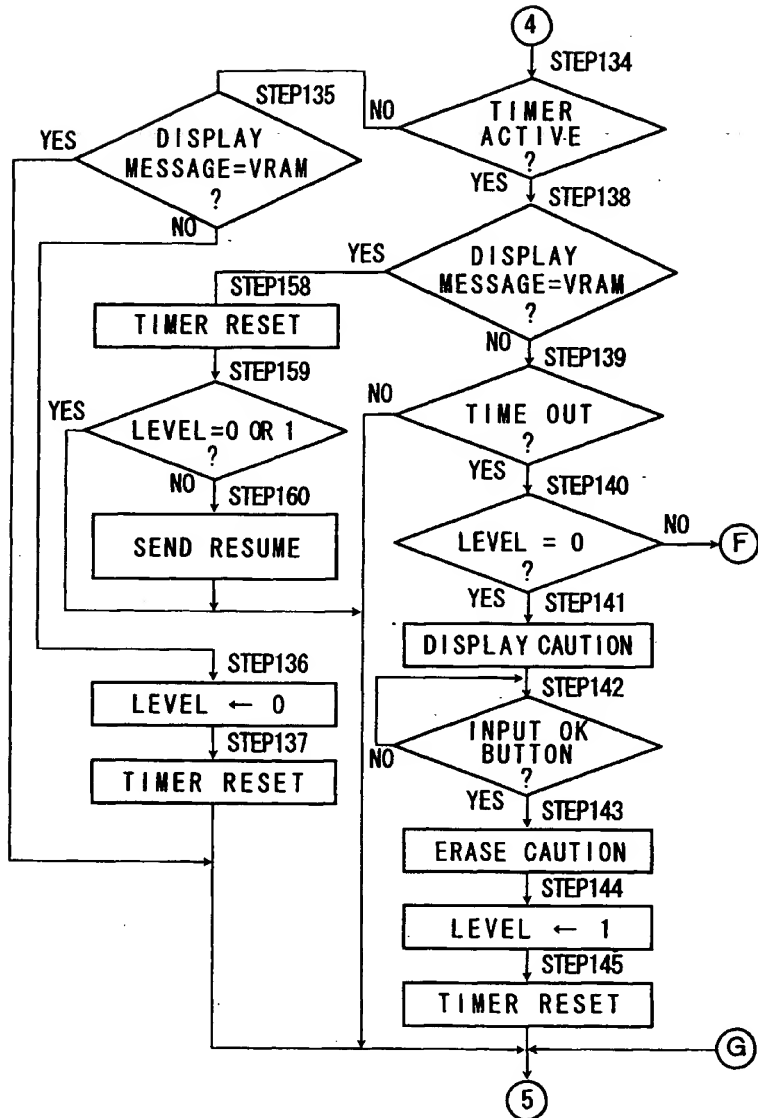 4
STEP134
TIMER
ACTIVE
?
NO
YES
STEP135
DISPLAY
MESSAGE=VRAM
?
YES
NO
STEP138
DISPLAY
MESSAGE=VRAM
?
YES
NO
STEP158
TIMER RESET
STEP159
LEVEL=0 OR 1
?
YES
NO
STEP160
SEND RESUME
STEP136
LEVEL ← 0
STEP137
TIMER RESET
STEP139
TIME OUT
?
NO
YES
STEP140
LEVEL = 0
?
NO
F
YES
STEP141
DISPLAY CAUTION
STEP142
INPUT OK
BUTTON
?
NO
YES
STEP143
ERASE CAUTION
STEP144
LEVEL ← 1
STEP145
TIMER RESET
G
5